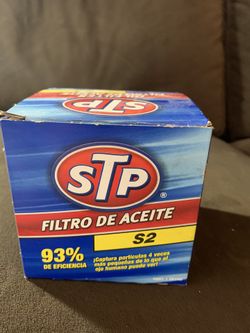 STP
®
FILTRO DE ACEITE
S2
93%
DE EFICIENCIA
¡Captura partículas 4 veces
más pequeñas de lo que el
ojo humano puede ver!